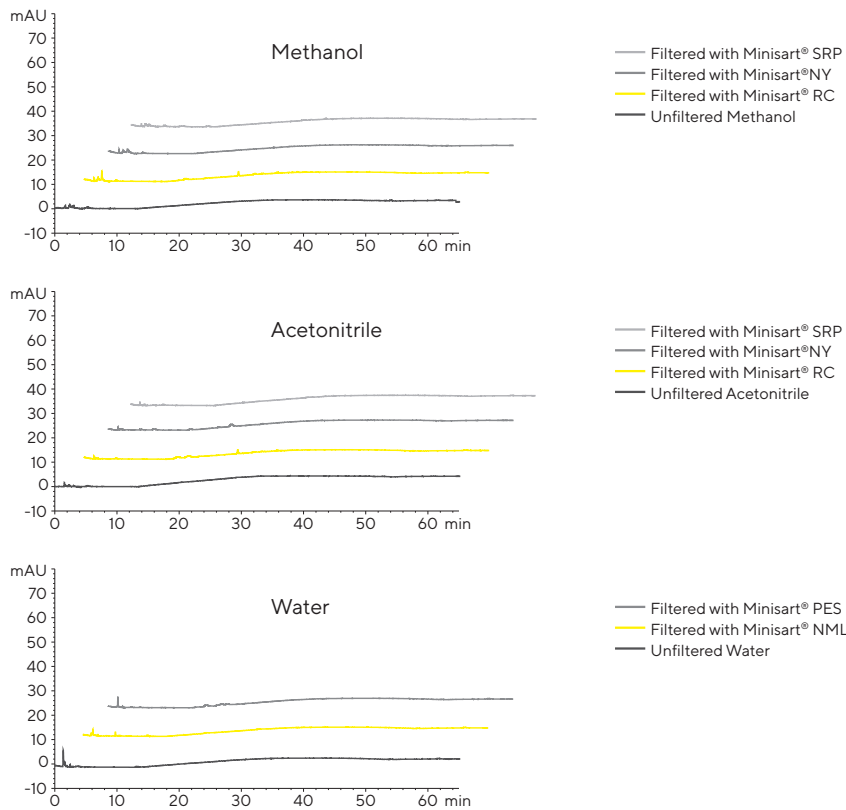 mAU
70
60
50
40
30
20
10
0
-10
Methanol
0 10 20 30 40 50 60 min
Filtered with Minisart® SRP
Filtered with Minisart®NY
Filtered with Minisart® RC
Unfiltered Methanol
mAU
70
60
50
40
30
20
10
0
-10
Acetonitrile
0 10 20 30 40 50 60 min
Filtered with Minisart® SRP
Filtered with Minisart®NY
Filtered with Minisart® RC
Unfiltered Acetonitrile
mAU
70
60
50
40
30
20
10
0
-10
Water
0 10 20 30 40 50 60 min
Filtered with Minisart® PES
Filtered with Minisart® NML
Unfiltered Water